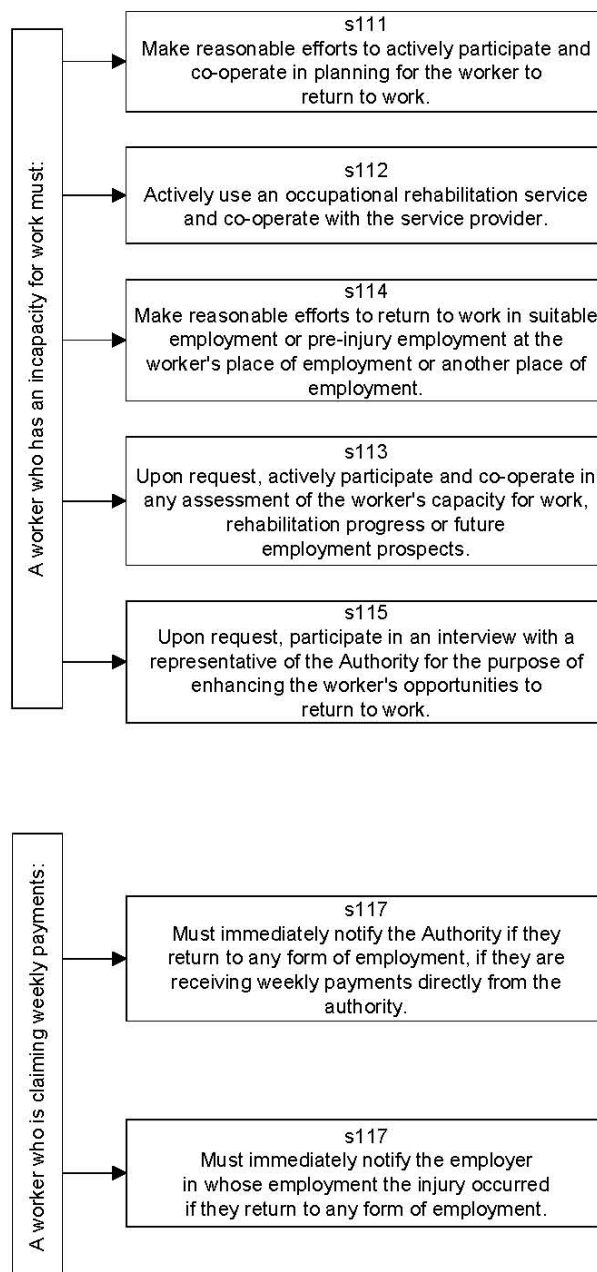 A worker who has an incapacity for work must:
s111
Make reasonable efforts to actively participate and
co-operate in planning for the worker to
return to work.
s112
Actively use an occupational rehabilitation service
and co-operate with the service provider.
s114
Make reasonable efforts to return to work in suitable
employment or pre-injury employment at the
worker's place of employment or another place of
employment.
s113
Upon request, actively participate and co-operate in
any assessment of the worker's capacity for work,
rehabilitation progress or future
employment prospects.
s115
Upon request, participate in an interview with a
representative of the Authority for the purpose of
enhancing the worker's opportunities to
return to work.
A worker who is claiming weekly payments:
s117
Must immediately notify the Authority if they
return to any form of employment, if they are
receiving weekly payments directly from the
authority.
s117
Must immediately notify the employer
in whose employment the injury occurred
if they return to any form of employment.